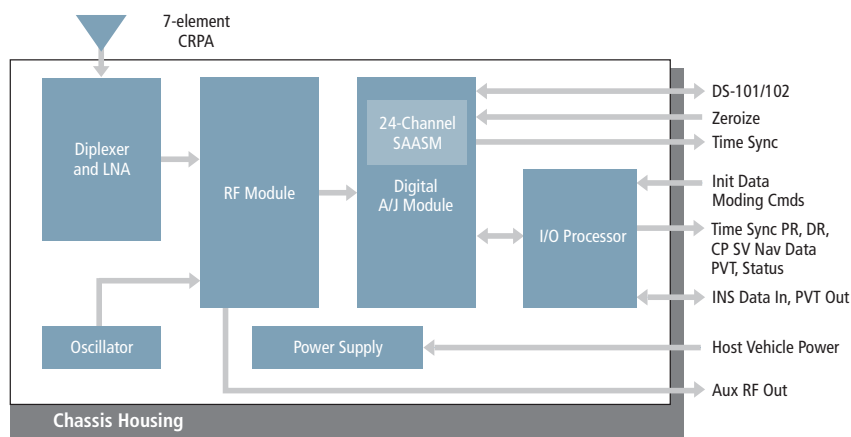 7-element
CRPA
Diplexer
and LNA
RF Module
24-Channel
SAASM
Digital
A/J Module
I/O Processor
Oscillator
Power Supply
DS-101/102
Zeroize
Time Sync
Init Data
Moding Cmds
Time Sync PR, DR,
CP SV Nav Data
PVT, Status
INS Data In, PVT Out
Host Vehicle Power
Aux RF Out
Chassis Housing